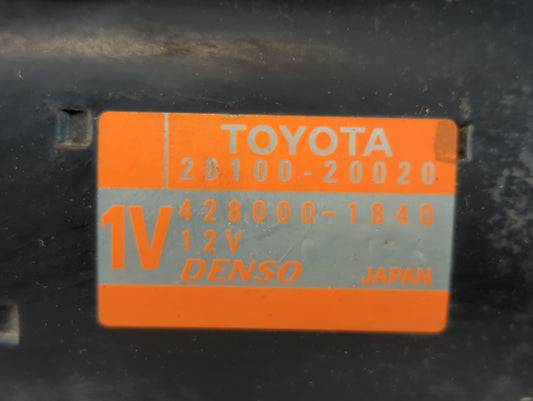 TOYOTA
28100-20020
1V
428000-1840
12V
DENSO JAPAN